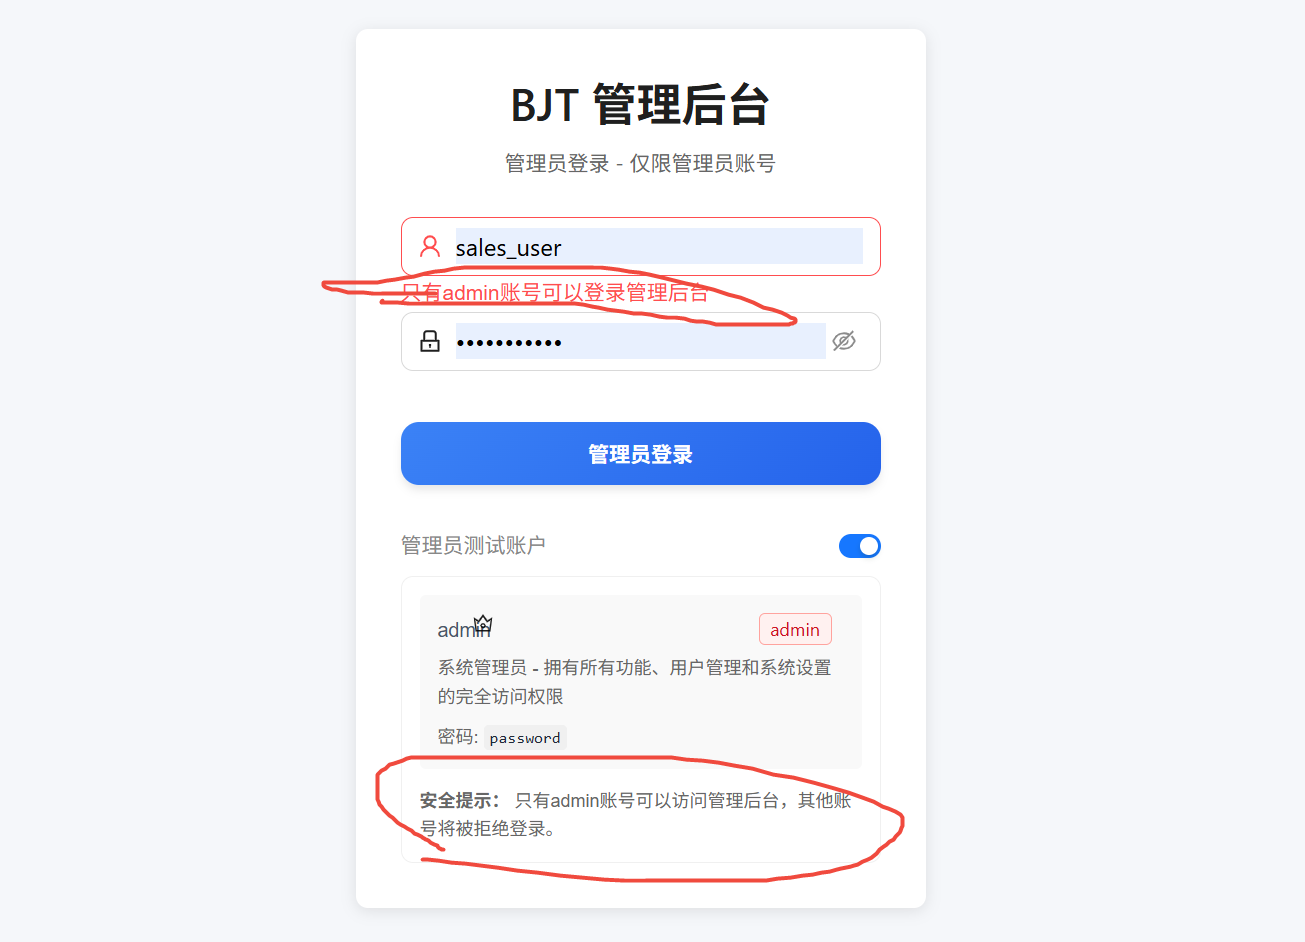 BJT 管理后台
管理员登录 - 仅限管理员账号
sales_user
只有admin账号可以登录管理后台
•••••••••••
管理员登录
管理员测试账户
admin
admin
系统管理员 - 拥有所有功能、用户管理和系统设置
的完全访问权限
密码: password
安全提示： 只有admin账号可以访问管理后台，其他账
号将被拒绝登录。